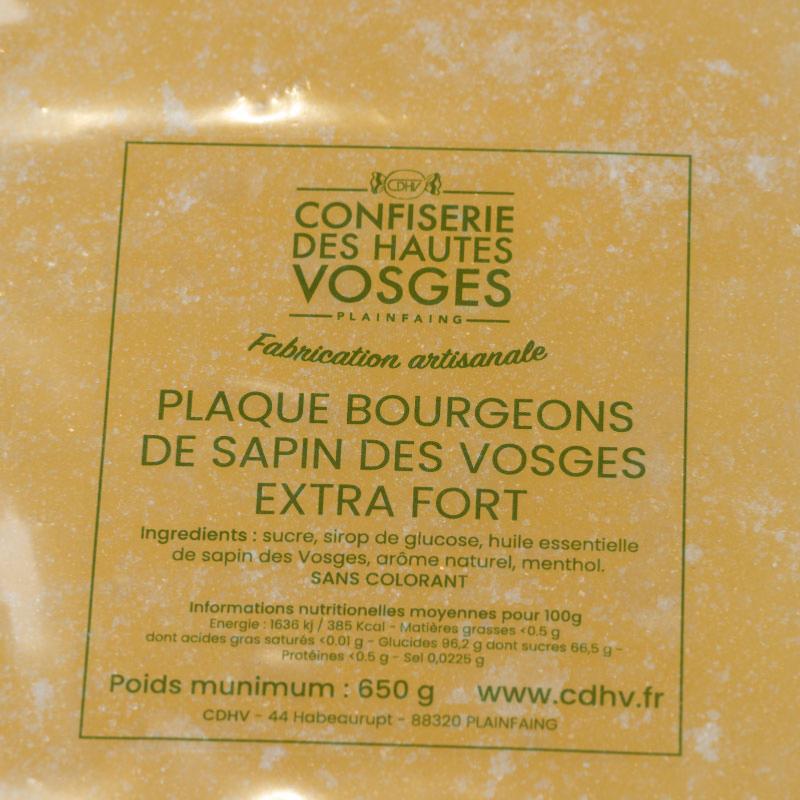 CDHV
CONFISERIE
DES HAUTES
VOSGES
PLAINFAING
Fabrication artisanale
PLAQUE BOURGEONS
DE SAPIN DES VOSGES
EXTRA FORT
Ingredients : sucre, sirop de glucose, huile essentielle
de sapin des Vosges, arôme naturel, menthol.
SANS COLORANT
Informations nutritionelles moyennes pour 100g
Energie : 1636 kj / 385 Kcal - Matières grasses <0.5 g
dont acides gras saturés <0.01 g - Glucides 96,2 g dont sucres 66,5 g -
Protéines <0.5 g - Sel 0,0225 g
Poids munimum : 650 g www.cdhv.fr
CDHV - 44 Habeaurupt - 88320 PLAINFAING